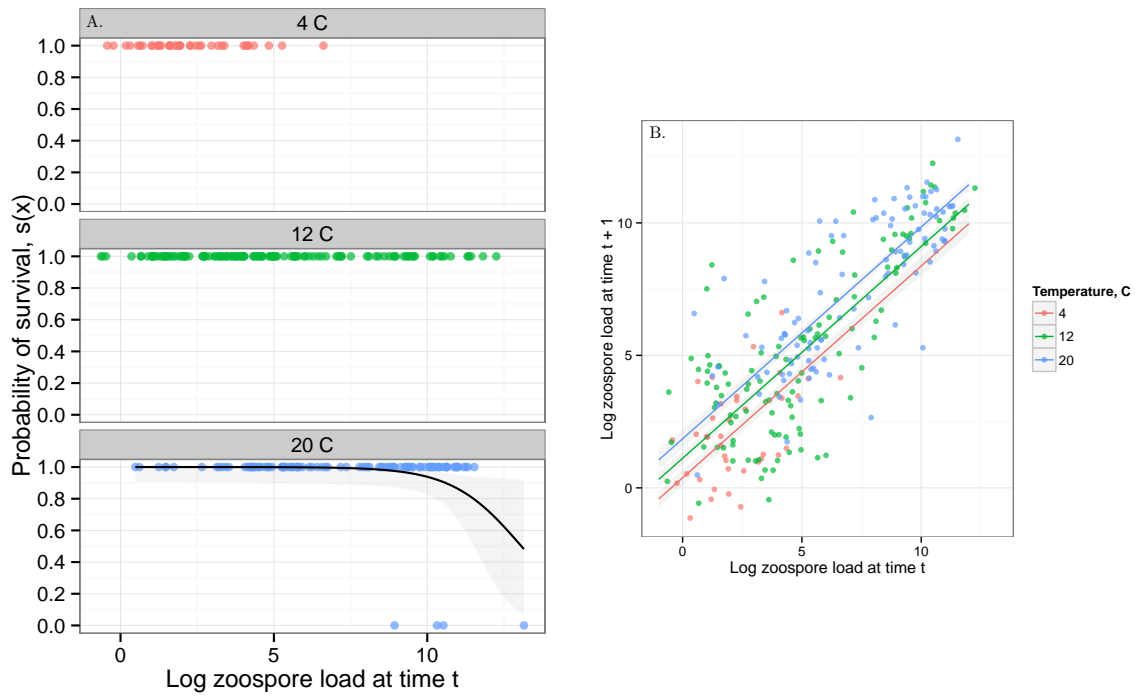 A.
4 C
1.0
0.8
0.6
0.4
0.2
0.0
12 C
1.0
0.8
0.6
0.4
0.2
0.0
20 C
1.0
0.8
0.6
0.4
0.2
0.0
Probability of survival, s(x)
0 5 10
Log zoospore load at time t
B.
10
5
0
Log zoospore load at time t + 1
0 5 10
Log zoospore load at time t
Temperature, C
4
12
20